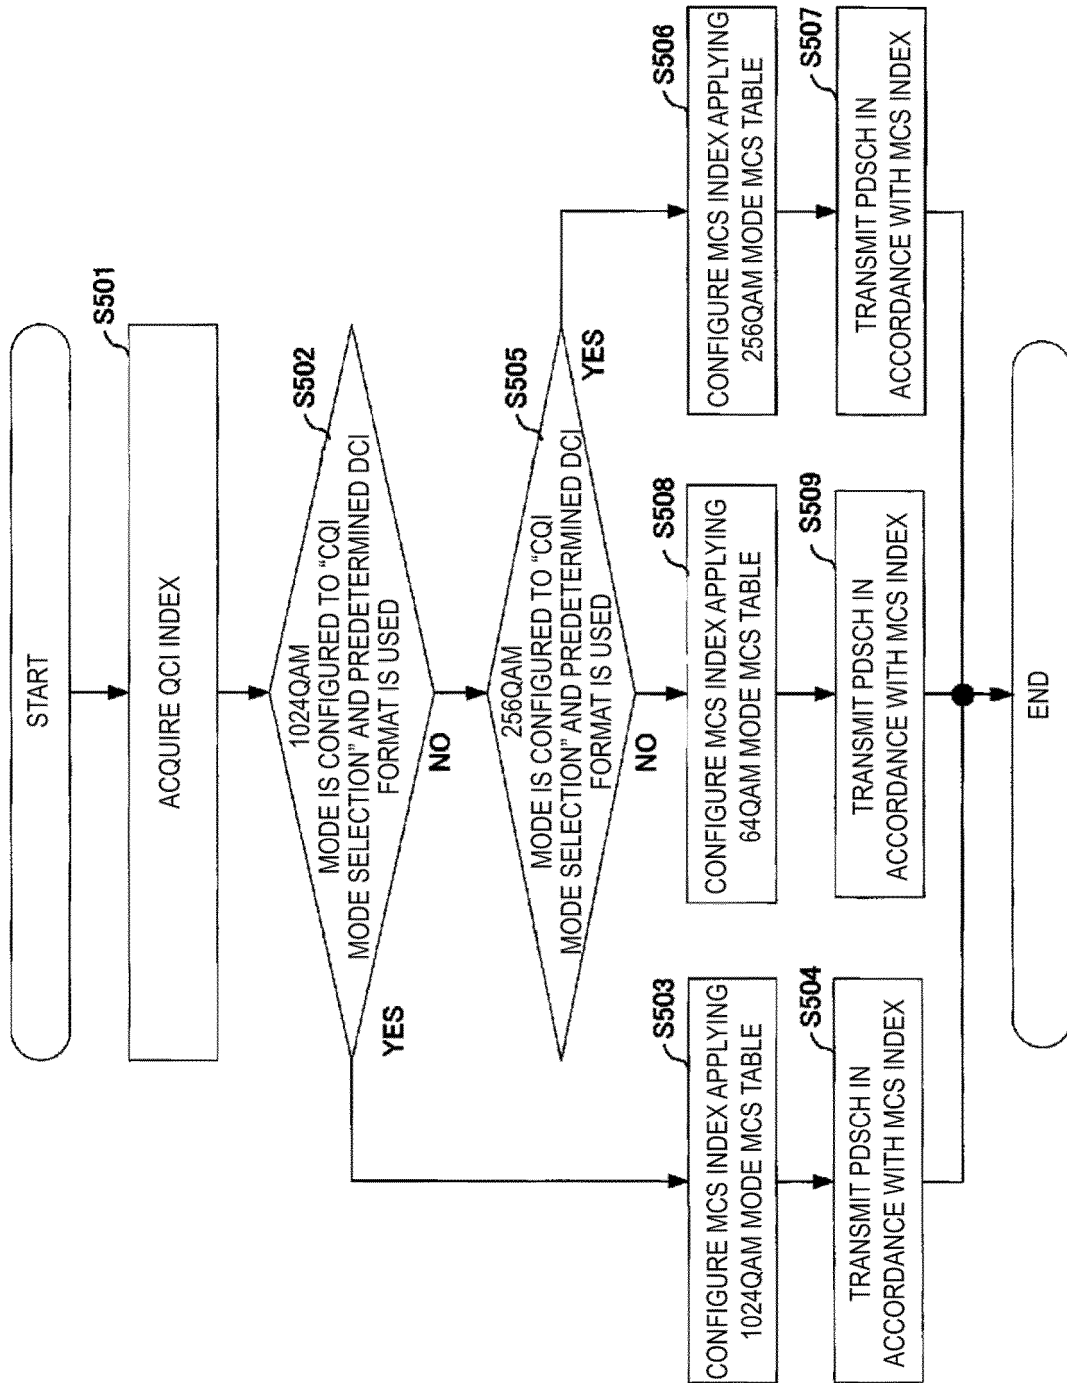 START
S501
ACQUIRE QCI INDEX
S502
1024QAM
MODE IS CONFIGURED TO “CQI
MODE SELECTION” AND PREDETERMINED DCI
FORMAT IS USED
YES
NO
S503
CONFIGURE MCS INDEX APPLYING
1024QAM MODE MCS TABLE
S504
TRANSMIT PDSCH IN
ACCORDANCE WITH MCS INDEX
S505
256QAM
MODE IS CONFIGURED TO “CQI
MODE SELECTION” AND PREDETERMINED DCI
FORMAT IS USED
YES
NO
S506
CONFIGURE MCS INDEX APPLYING
256QAM MODE MCS TABLE
S507
TRANSMIT PDSCH IN
ACCORDANCE WITH MCS INDEX
S508
CONFIGURE MCS INDEX APPLYING
64QAM MODE MCS TABLE
S509
TRANSMIT PDSCH IN
ACCORDANCE WITH MCS INDEX
END